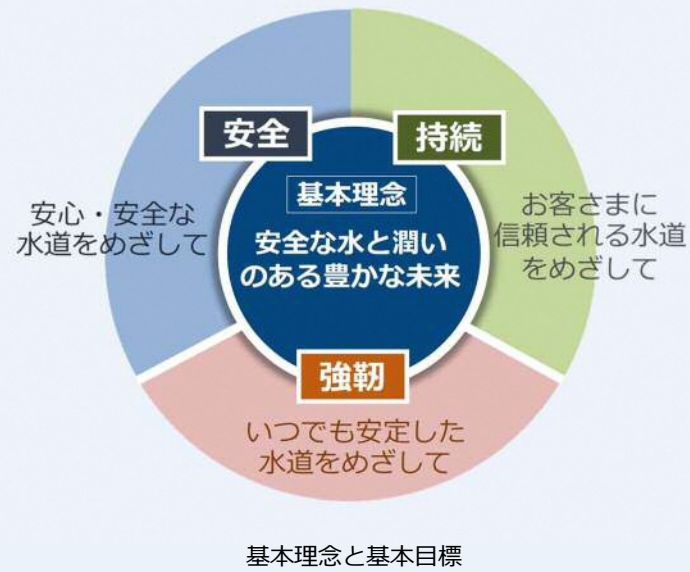 安全
持続
基本理念
安全な水と潤い
のある豊かな未来
安心・安全な
水道をめざして
お客さまに
信頼される水道
をめざして
強靭
いつでも安定した
水道をめざして
基本理念と基本目標